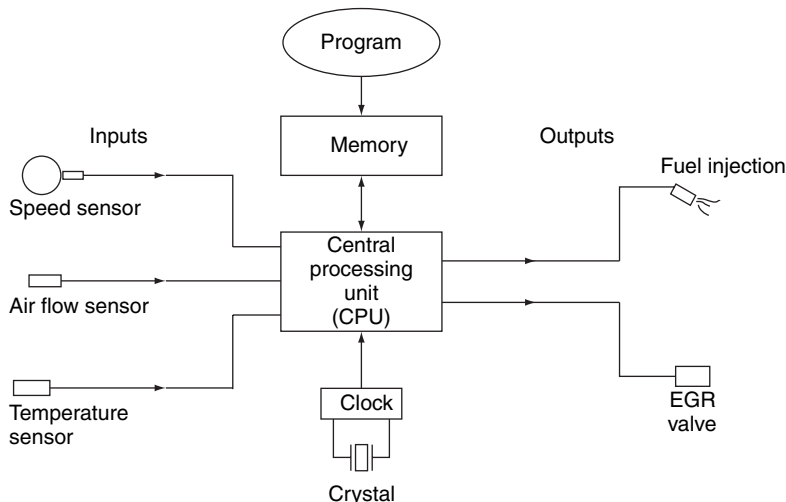 Program
Inputs
Memory
Outputs
Fuel injection
Speed sensor
Central
processing
unit
(CPU)
Air flow sensor
Temperature
sensor
Clock
EGR
valve
Crystal